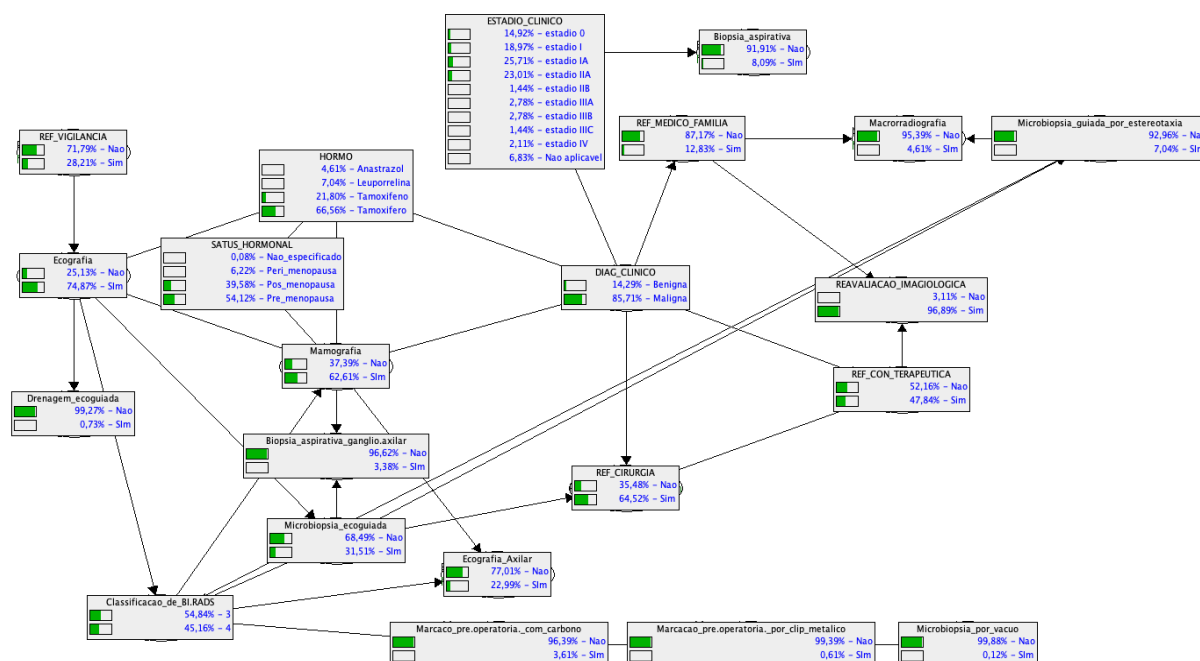 ESTADIO_CLINICO
14,92% - estadio 0
18,97% - estadio I
25,71% - estadio IA
23,01% - estadio IIA
1,44% - estadio IIB
2,78% - estadio IIIA
2,78% - estadio IIIB
1,44% - estadio IIIC
2,11% - estadio IV
6,83% - Nao aplicavel
Biopsia_aspirativa
91,91% - Nao
8,09% - SIm
REF_VIGILANCIA
71,79% - Nao
28,21% - Sim
HORMO
4,61% - Anastrazol
7,04% - Leuporrelina
21,80% - Tamoxifeno
66,56% - Tamoxifero
REF_MEDICO_FAMILIA
87,17% - Nao
12,83% - Sim
Macrorradiografia
95,39% - Nao
4,61% - SIm
Microbiopsia_guiada_por_estereotaxia
92,96% - Na
7,04% - SI
Ecografia
25,13% - Nao
74,87% - SIm
SATUS_HORMONAL
0,08% - Nao_especificado
6,22% - Peri_menopausa
39,58% - Pos_menopausa
54,12% - Pre_menopausa
DIAG_CLINICO
14,29% - Benigna
85,71% - Maligna
REAVALIACAO_IMAGIOLOGICA
3,11% - Nao
96,89% - Sim
Mamografia
37,39% - Nao
62,61% - SIm
REF_CON_TERAPEUTICA
52,16% - Nao
47,84% - Sim
Drenagem_ecoguiada
99,27% - Nao
0,73% - SIm
Biopsia_aspirativa_ganglio.axilar
96,62% - Nao
3,38% - SIm
REF_CIRURGIA
35,48% - Nao
64,52% - Sim
Microbiopsia_ecoguiada
68,49% - Nao
31,51% - SIm
Ecografia_Axilar
77,01% - Nao
22,99% - SIm
Classificacao_de_BI.RADS
54,84% - 3
45,16% - 4
Marcaco_pre.operatoria._com_carbono
96,39% - Nao
3,61% - SIm
Marcacao_pre.operatoria._por_clip_metalico
99,39% - Nao
0,61% - SIm
Microbiopsia_por_vacuo
99,88% - Nao
0,12% - SIm